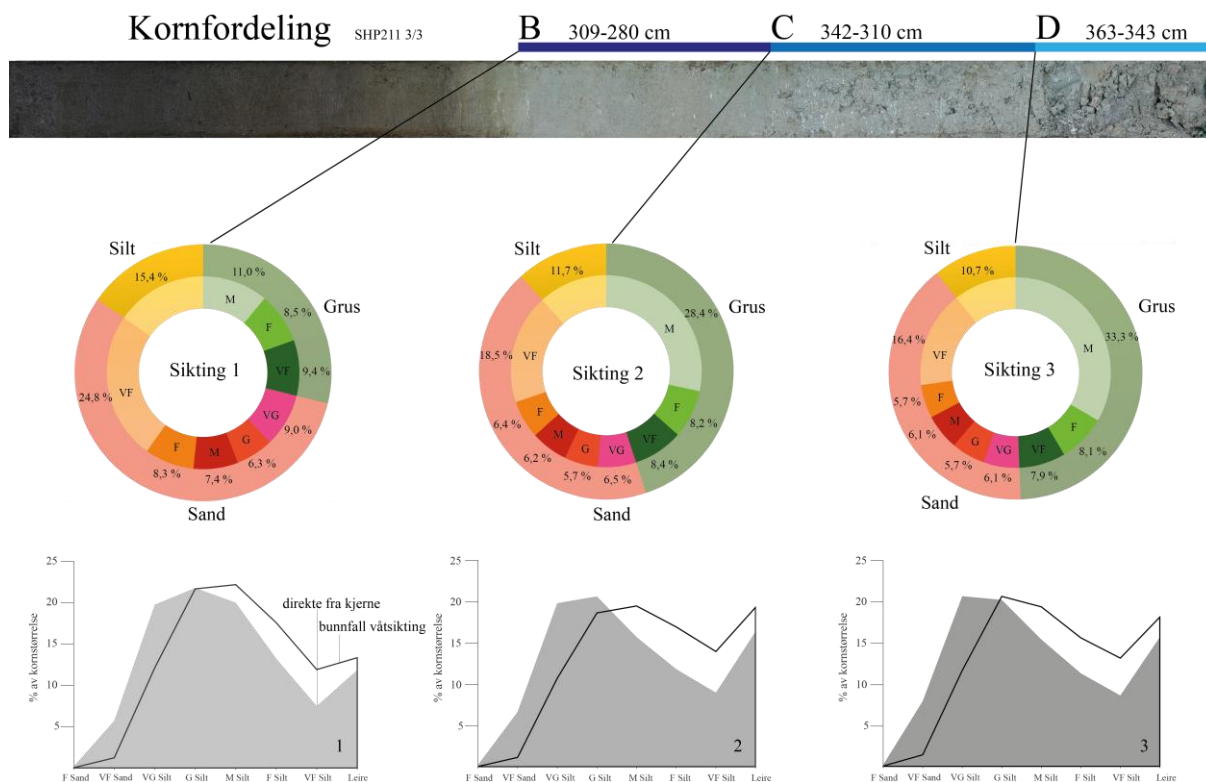 Kornfordeling SHP211 3/3 B 309-280 cm C 342-310 cm D 363-343 cm
Silt
15,4 %
11,0 %
M
8,5 %
Grus
F
9,4 %
VF
Sikting 1
24,8 %
VF
VG
9,0 %
G
6,3 %
M
7,4 %
F
8,3 %
Sand
Silt
11,7 %
28,4 %
M
18,5 %
VF
Sikting 2
F
8,2 %
VF
8,4 %
6,4 %
F
M
6,2 %
G
5,7 %
VG
6,5 %
Sand
Silt
10,7 %
Grus
33,3 %
M
16,4 %
VF
Sikting 3
5,7 %
F
F
8,1 %
M
6,1 %
G
5,7 %
VG
6,1 %
VF
7,9 %
Sand
% av kornstørrelse
25
20
15
10
5
direkte fra kjerne
bunnfall våtsikting
1
F Sand VF Sand VG Silt G Silt M Silt F Silt VF Silt Leire
% av kornstørrelse
25
20
15
10
5
2
F Sand VF Sand VG Silt G Silt M Silt F Silt VF Silt Leire
% av kornstørrelse
25
20
15
10
5
3
F Sand VF Sand VG Silt G Silt M Silt F Silt VF Silt Leire